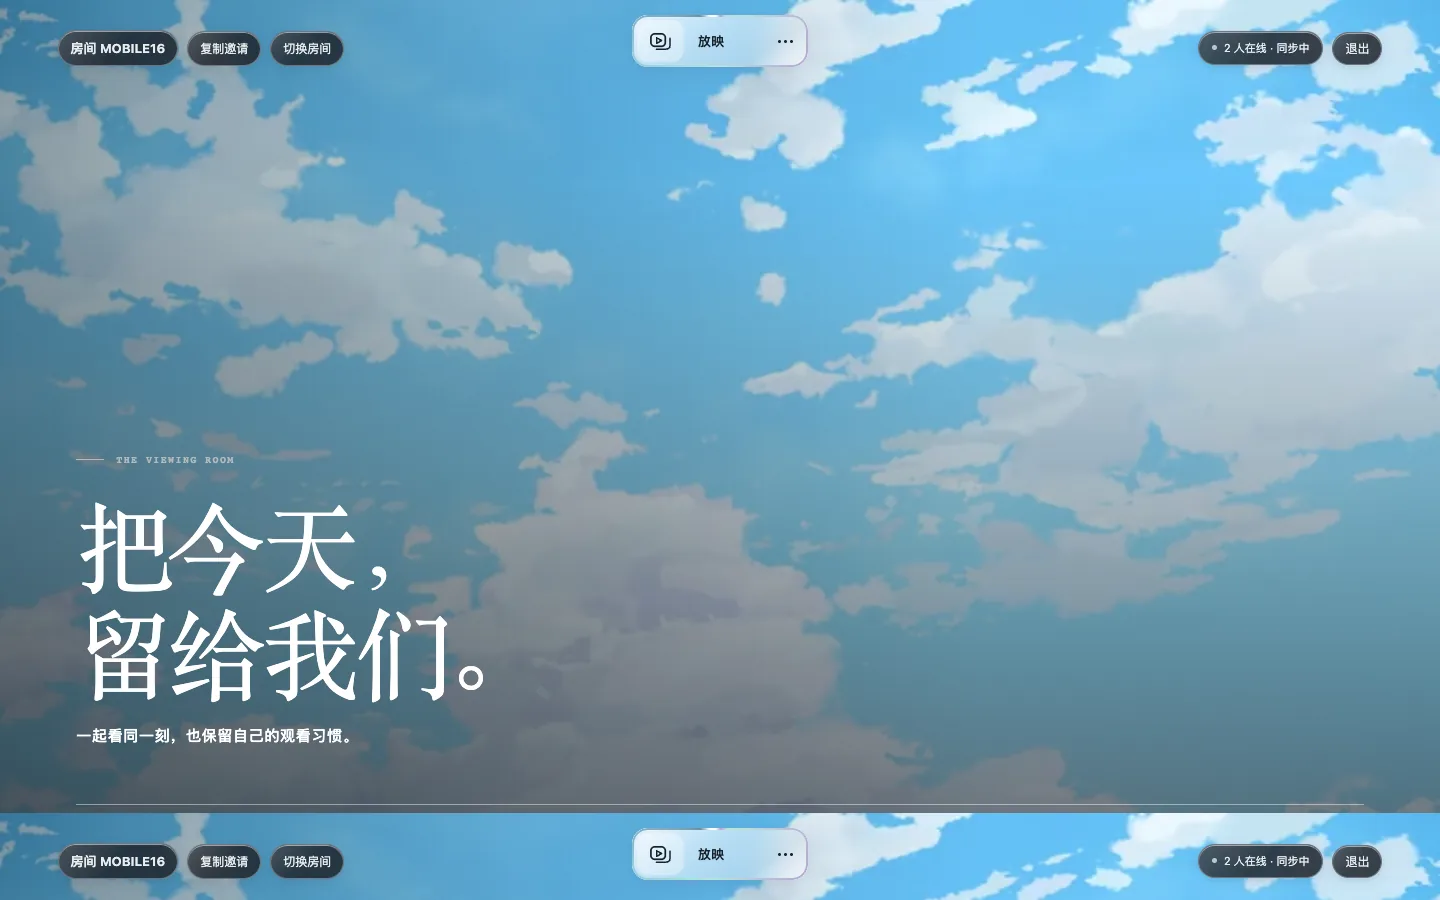 房间 MOBILE16 复制邀请 切换房间 放映 2 人在线 · 同步中 退出
THE VIEWING ROOM
把今天，
留给我们。
一起看同一刻，也保留自己的观看习惯。
房间 MOBILE16 复制邀请 切换房间 放映 2 人在线 · 同步中 退出